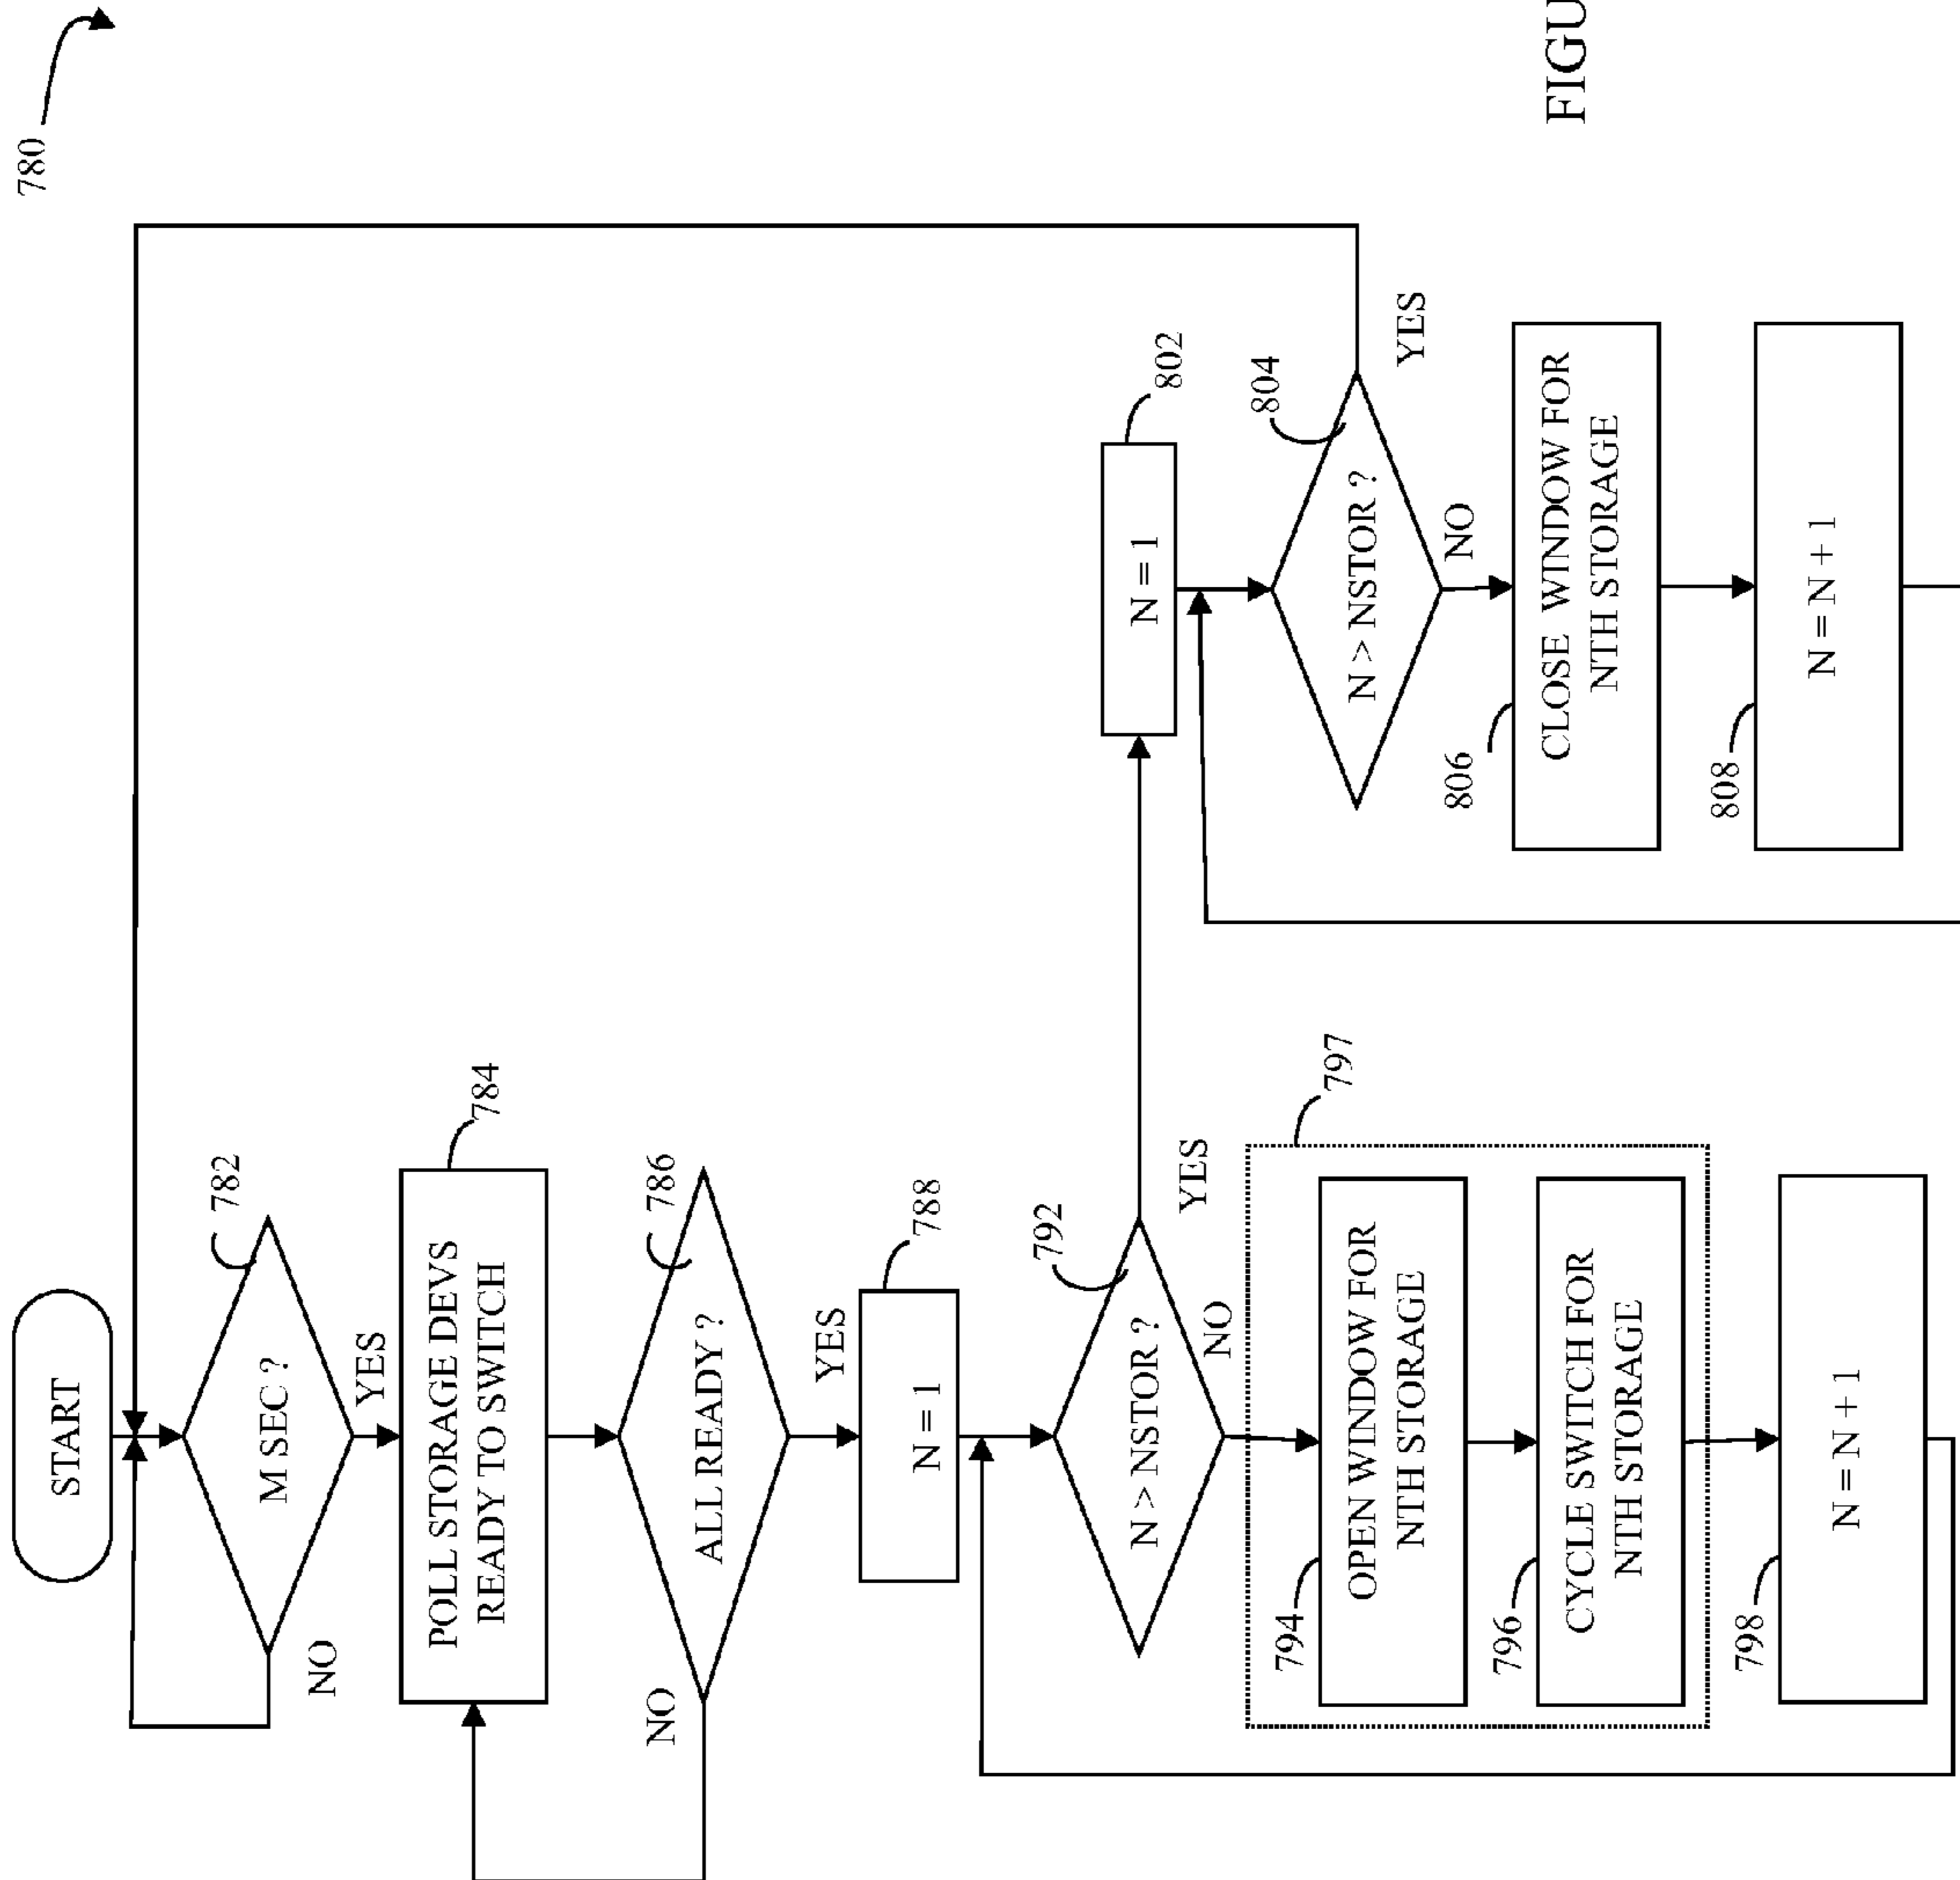 780
START
782
M SEC ?
NO
YES
784
POLL STORAGE DEVS
READY TO SWITCH
786
ALL READY ?
NO
YES
788
N = 1
792
N > NSTOR ?
YES
NO
797
794
OPEN WINDOW FOR
NTH STORAGE
796
CYCLE SWITCH FOR
NTH STORAGE
798
N = N + 1
802
N = 1
804
N > NSTOR ?
YES
NO
806
CLOSE WINDOW FOR
NTH STORAGE
808
N = N + 1
FIGU